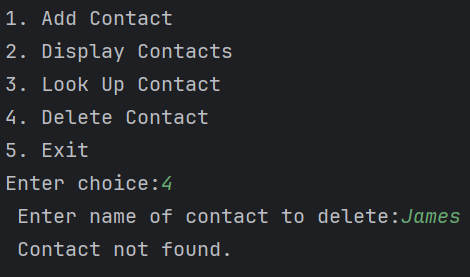 1. Add Contact
2. Display Contacts
3. Look Up Contact
4. Delete Contact
5. Exit
Enter choice:4
 Enter name of contact to delete:James
 Contact not found.